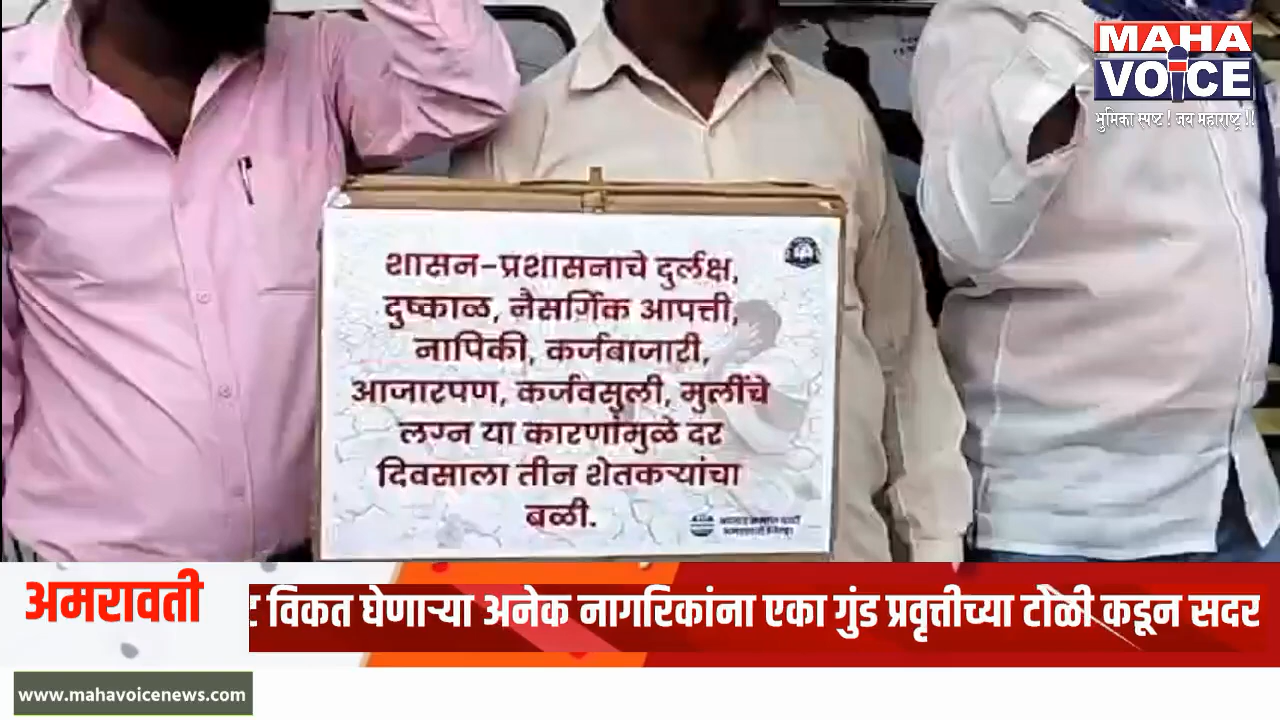 MAHA
VOICE
भुमिका स्पष्ट ! जय महाराष्ट्र !!
शासन-प्रशासनाचे दुर्लक्ष,
दुष्काळ, नैसर्गिक आपत्ती,
नापिकी, कर्जबाजारी,
आजारपण, कर्जवसुली, मुलींचे
लग्न या कारणांमुळे दर
दिवसाला तीन शेतकऱ्यांचा
बळी.
अमरावती
विकत घेणाऱ्या अनेक नागरिकांना एका गुंड प्रवृत्तीच्या टोळी कडून सदर
www.mahavoicenews.com